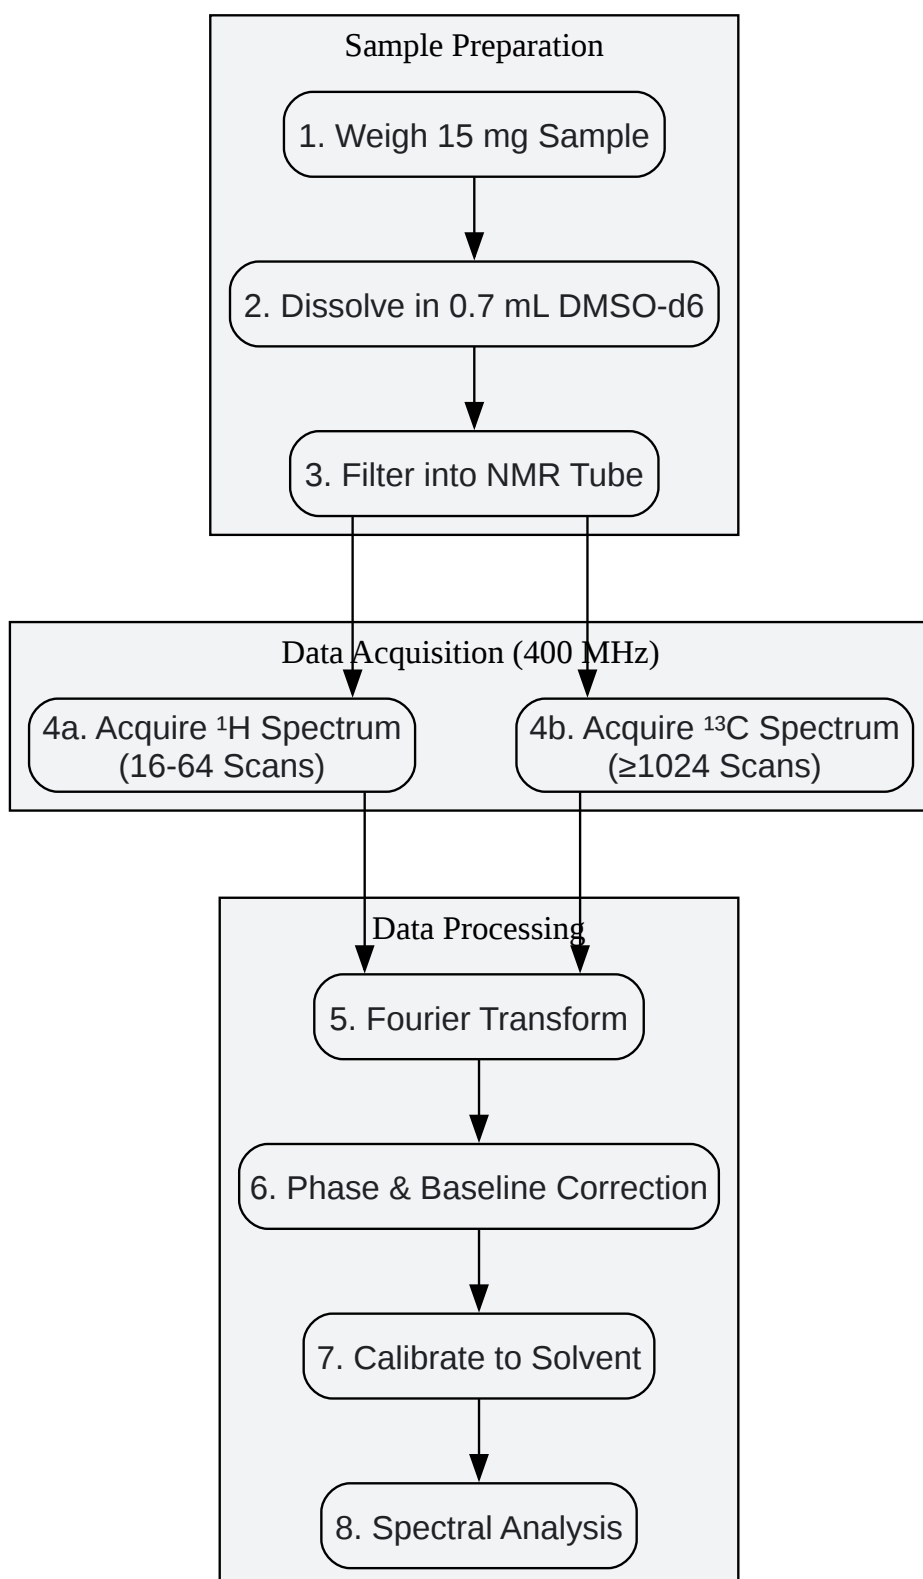 Sample Preparation
1. Weigh 15 mg Sample
2. Dissolve in 0.7 mL DMSO-d6
3. Filter into NMR Tube
Data Acquisition (400 MHz)
4a. Acquire ¹H Spectrum
(16-64 Scans)
4b. Acquire ¹³C Spectrum
(≥1024 Scans)
Data Processing
5. Fourier Transform
6. Phase & Baseline Correction
7. Calibrate to Solvent
8. Spectral Analysis